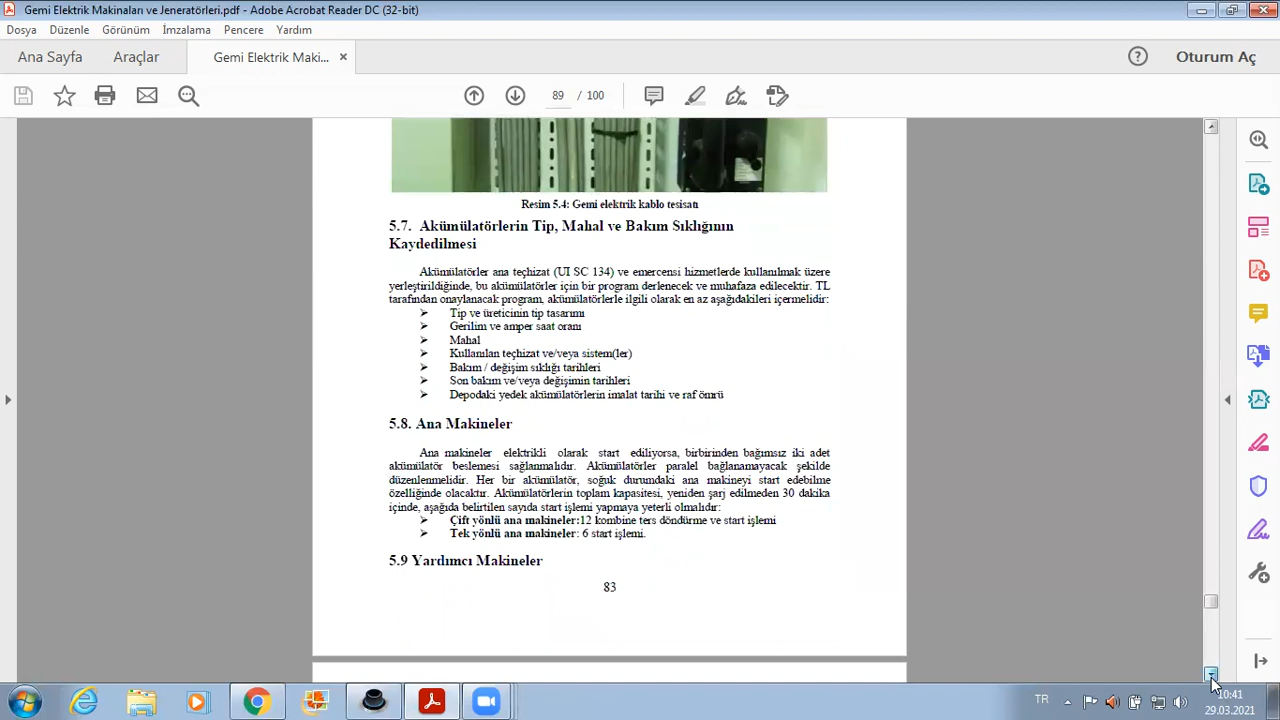 Gemi Elektrik Makinaları ve Jeneratörleri.pdf - Adobe Acrobat Reader DC (32-bit)
Dosya Düzenle Görünüm İmzalama Pencere Yardım
Ana Sayfa Araçlar Gemi Elektrik Maki... × Oturum Aç
89 / 100
Resim 5.4: Gemi elektrik kablo tesisatı
5.7. Akümülatörlerin Tip, Mahal ve Bakım Sıklığının
Kaydedilmesi
Akümülatörler ana teçhizat (UI SC 134) ve emercensi hizmetlerde kullanılmak üzere
yerleştirildiğinde, bu akümülatörler için bir program derlenecek ve muhafaza edilecektir. TL
tarafından onaylanacak program, akümülatörlerle ilgili olarak en az aşağıdakileri içermelidir:
Tip ve üreticinin tip tasarımı
Gerilim ve amper saat oranı
Mahal
Kullanılan teçhizat ve/veya sistem(ler)
Bakım / değişim sıklığı tarihleri
Son bakım ve/veya değişimin tarihleri
Depodaki yedek akümülatörlerin imalat tarihi ve raf ömrü
5.8. Ana Makineler
Ana makineler elektrikli olarak start ediliyorsa, birbirinden bağımsız iki adet
akümülatör beslemesi sağlanmalıdır. Akümülatörler paralel bağlanamayacak şekilde
düzenlenmelidir. Her bir akümülatör, soğuk durumdaki ana makineyi start edebilme
özelliğinde olacaktır. Akümülatörlerin toplam kapasitesi, yeniden şarj edilmeden 30 dakika
içinde, aşağıda belirtilen sayıda start işlemi yapmaya yeterli olmalıdır:
Çift yönlü ana makineler:12 kombine ters döndürme ve start işlemi
Tek yönlü ana makineler: 6 start işlemi.
5.9 Yardımcı Makineler
83
TR 10:41
29.03.2021